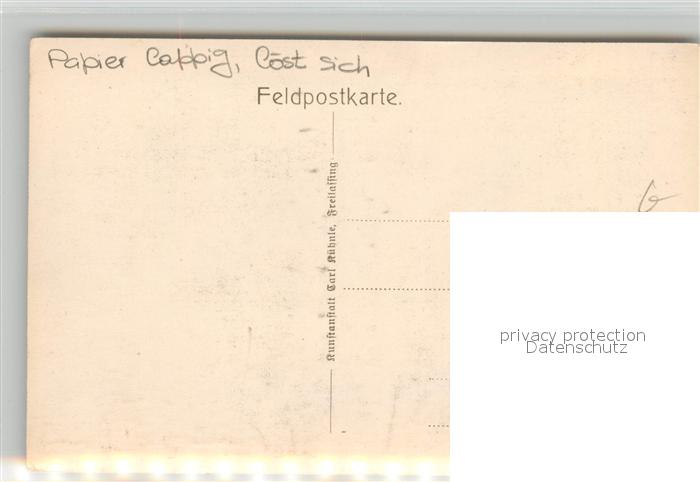 Papier lappig, löst sich
Feldpostkarte.
Kunstanstalt Carl Kühnle, Freilassing.
privacy protection
Datenschutz